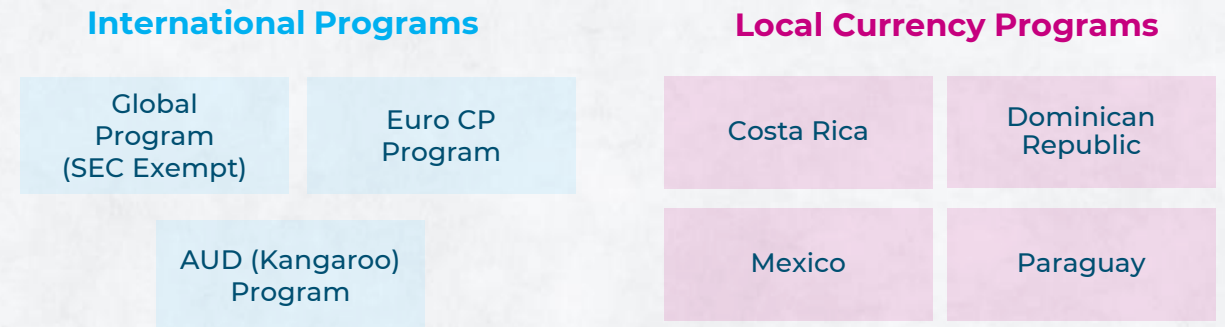 International Programs
Global
Program
(SEC Exempt)
Euro CP
Program
AUD (Kangaroo)
Program
Local Currency Programs
Costa Rica
Dominican
Republic
Mexico
Paraguay